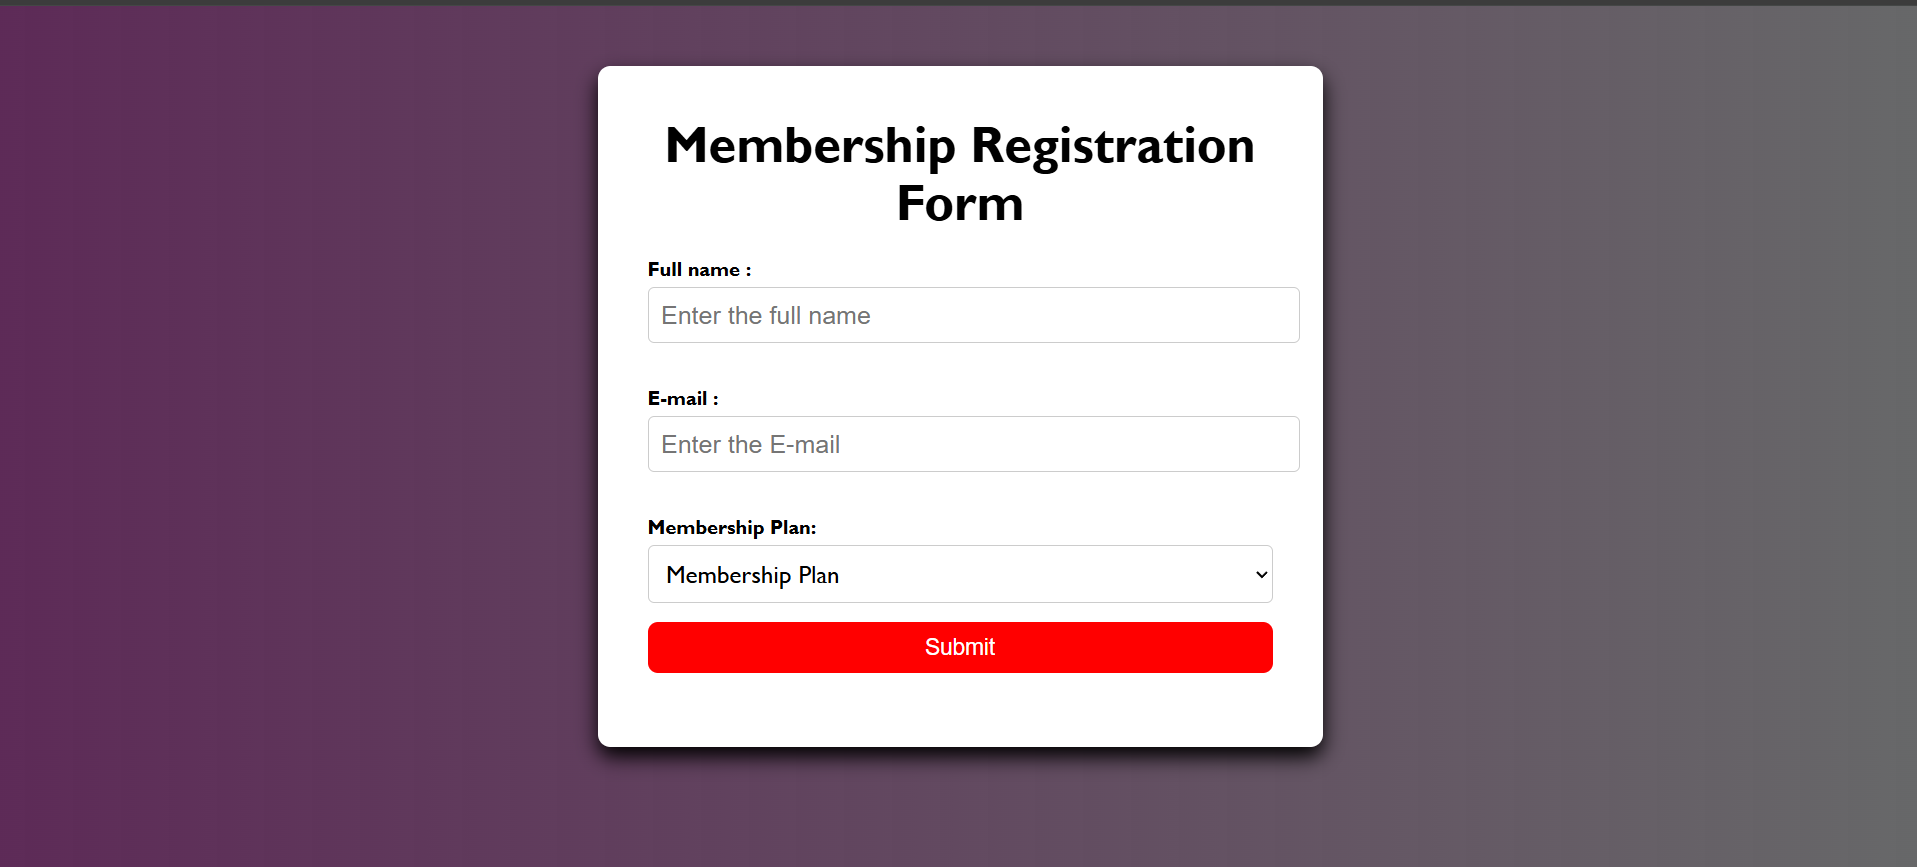 Membership Registration
Form
Full name :
Enter the full name
E-mail :
Enter the E-mail
Membership Plan:
Membership Plan
Submit